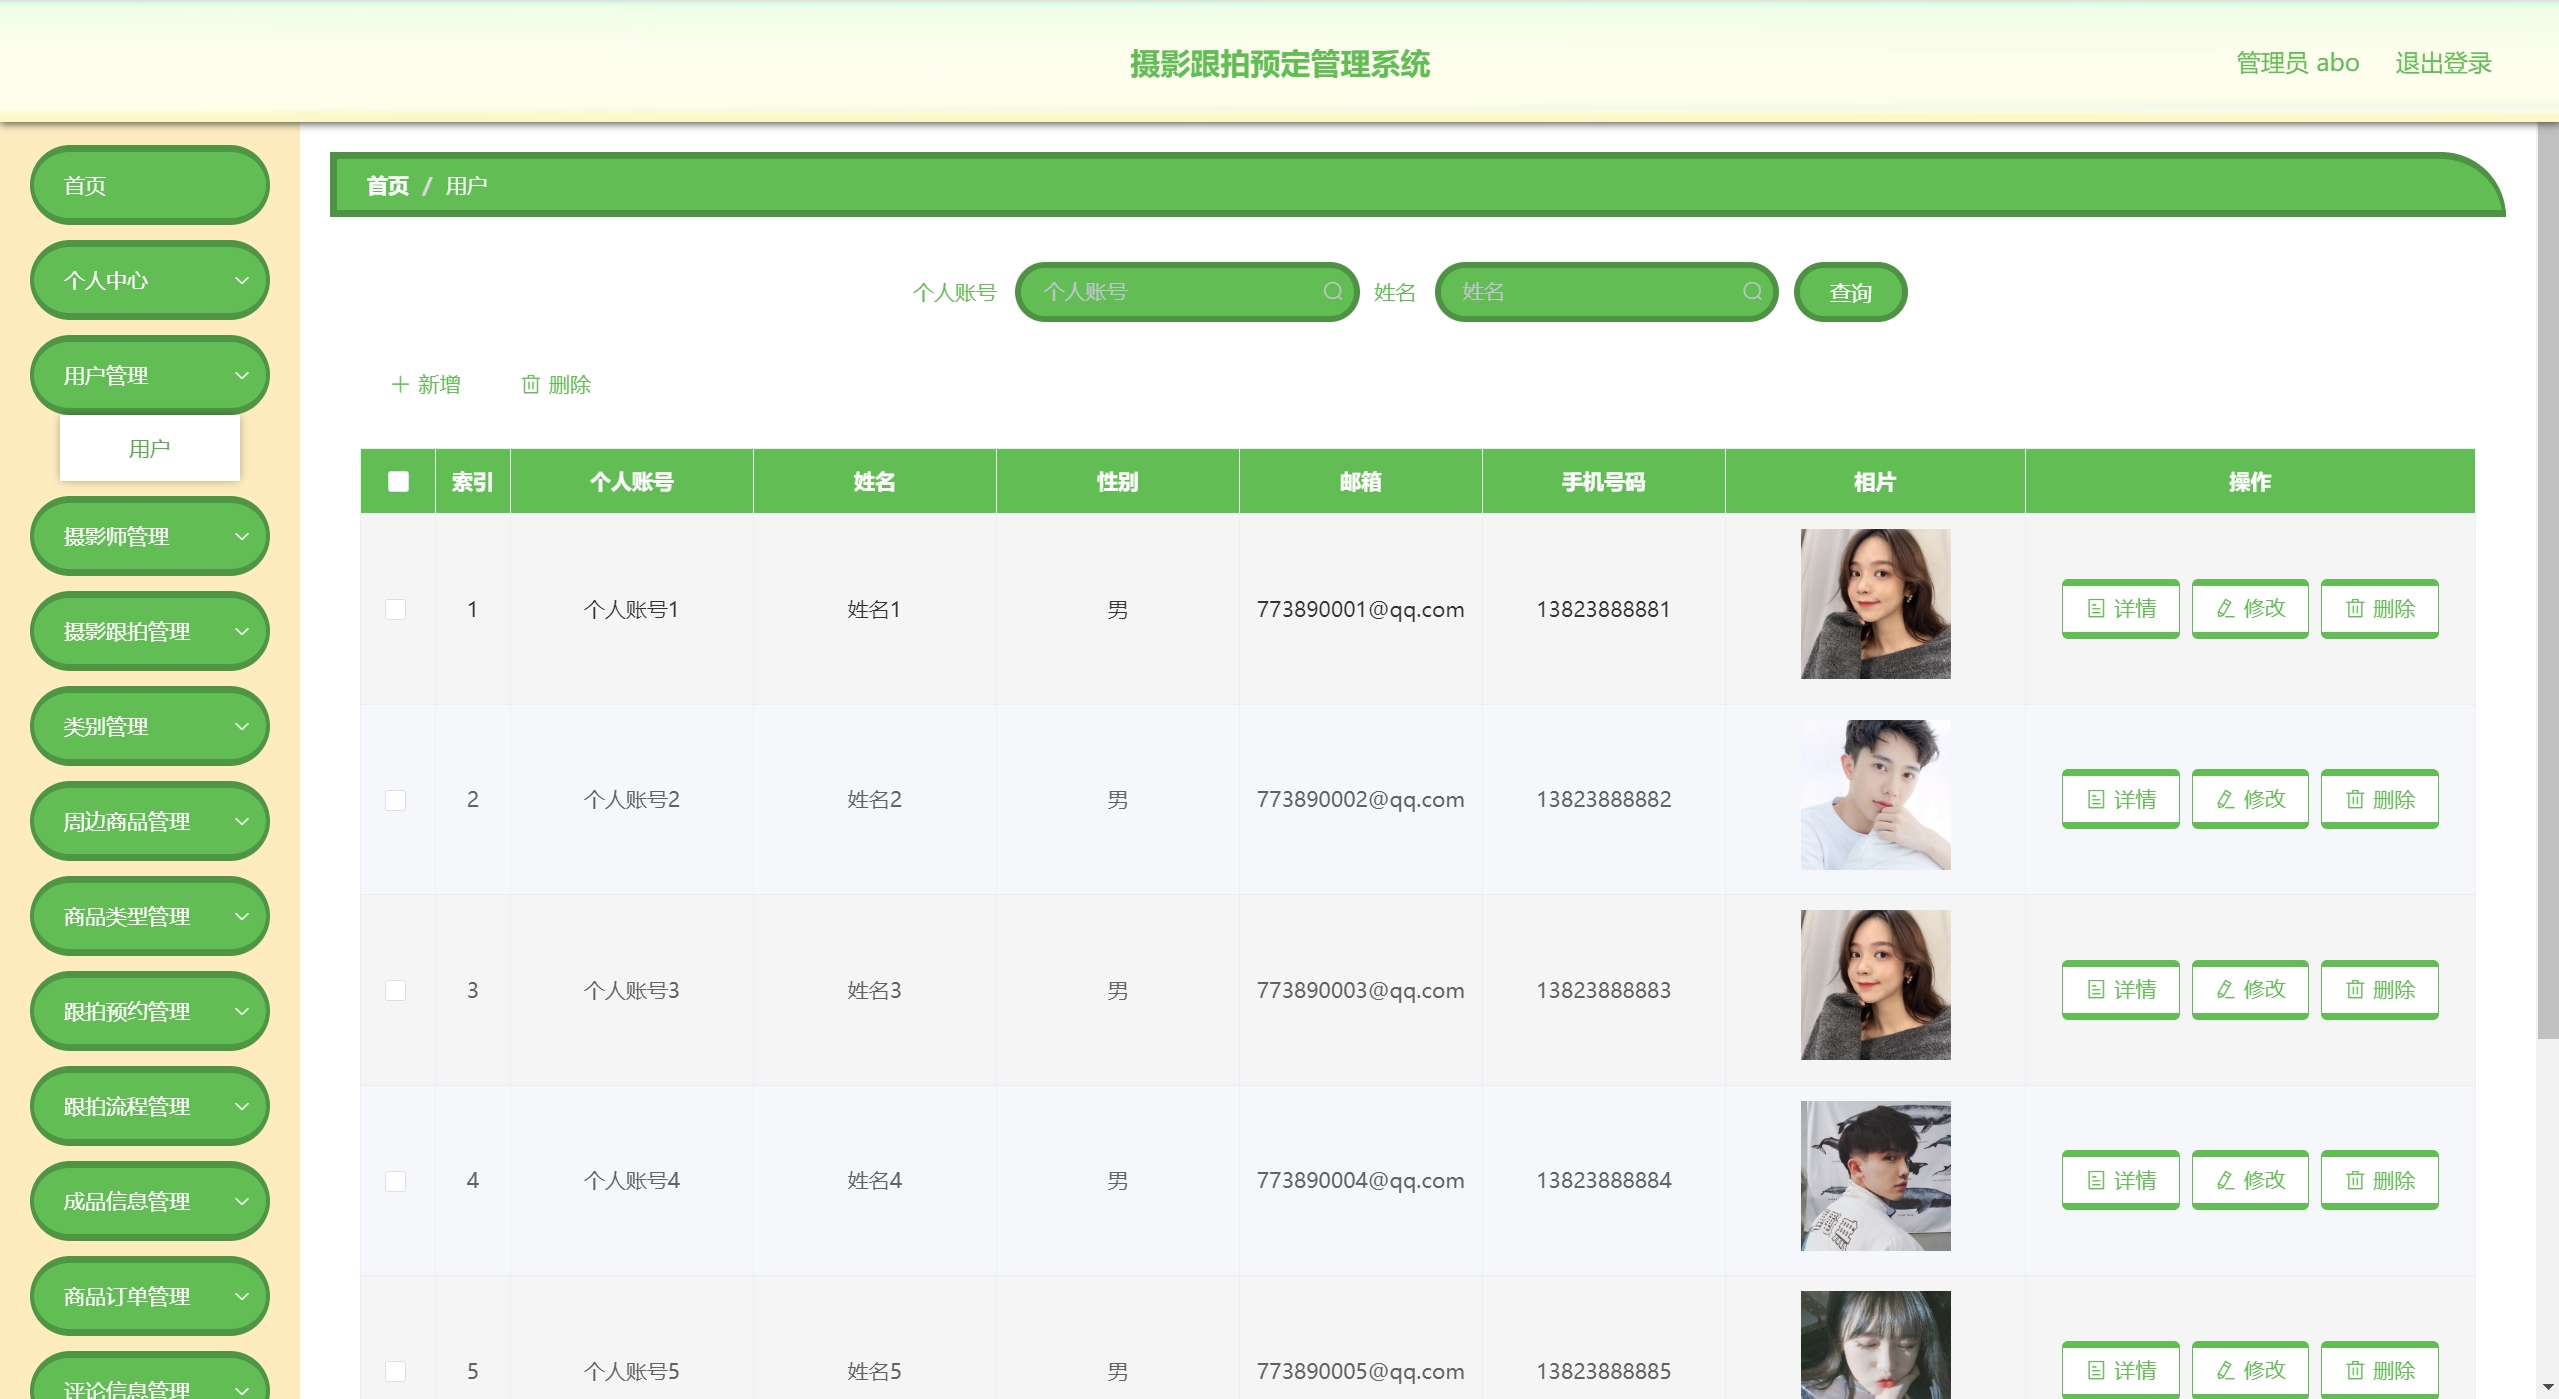 摄影跟拍预定管理系统
管理员 abo 退出登录
首页
个人中心
用户管理
用户
摄影师管理
摄影跟拍管理
类别管理
周边商品管理
商品类型管理
跟拍预约管理
跟拍流程管理
成品信息管理
商品订单管理
评论信息管理
首页 / 用户
个人账号 个人账号 姓名 姓名 查询
新增 删除
索引 个人账号 姓名 性别 邮箱 手机号码 相片 操作
1 个人账号1 姓名1 男 773890001@qq.com 13823888881 详情 修改 删除
2 个人账号2 姓名2 男 773890002@qq.com 13823888882 详情 修改 删除
3 个人账号3 姓名3 男 773890003@qq.com 13823888883 详情 修改 删除
4 个人账号4 姓名4 男 773890004@qq.com 13823888884 详情 修改 删除
5 个人账号5 姓名5 男 773890005@qq.com 13823888885 详情 修改 删除